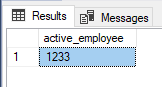 Results Messages
active_employee
1 1233